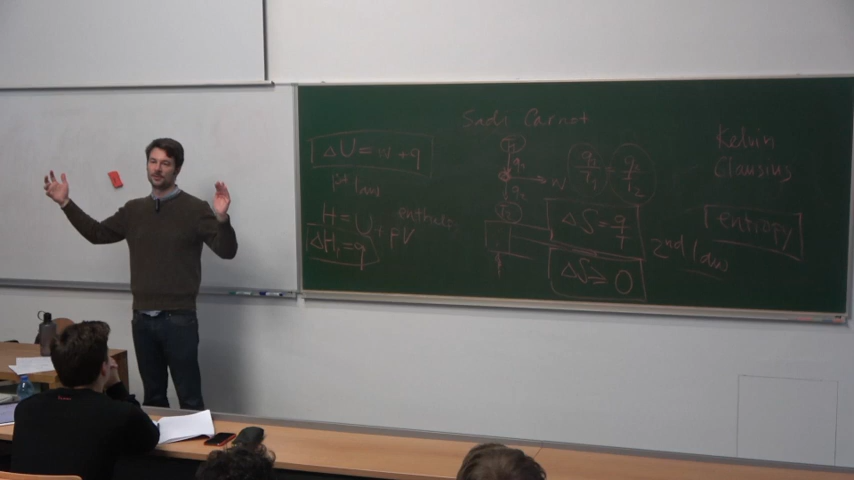 ΔU = w + q
1st law
H = U + PV
ΔH, = q
Sadi Carnot
q1
W
q2
q1/T1 = q2/T2
T2
ΔS = q/T
ΔS ≥ 0
2nd law
Kelvin
Clausius
entropy